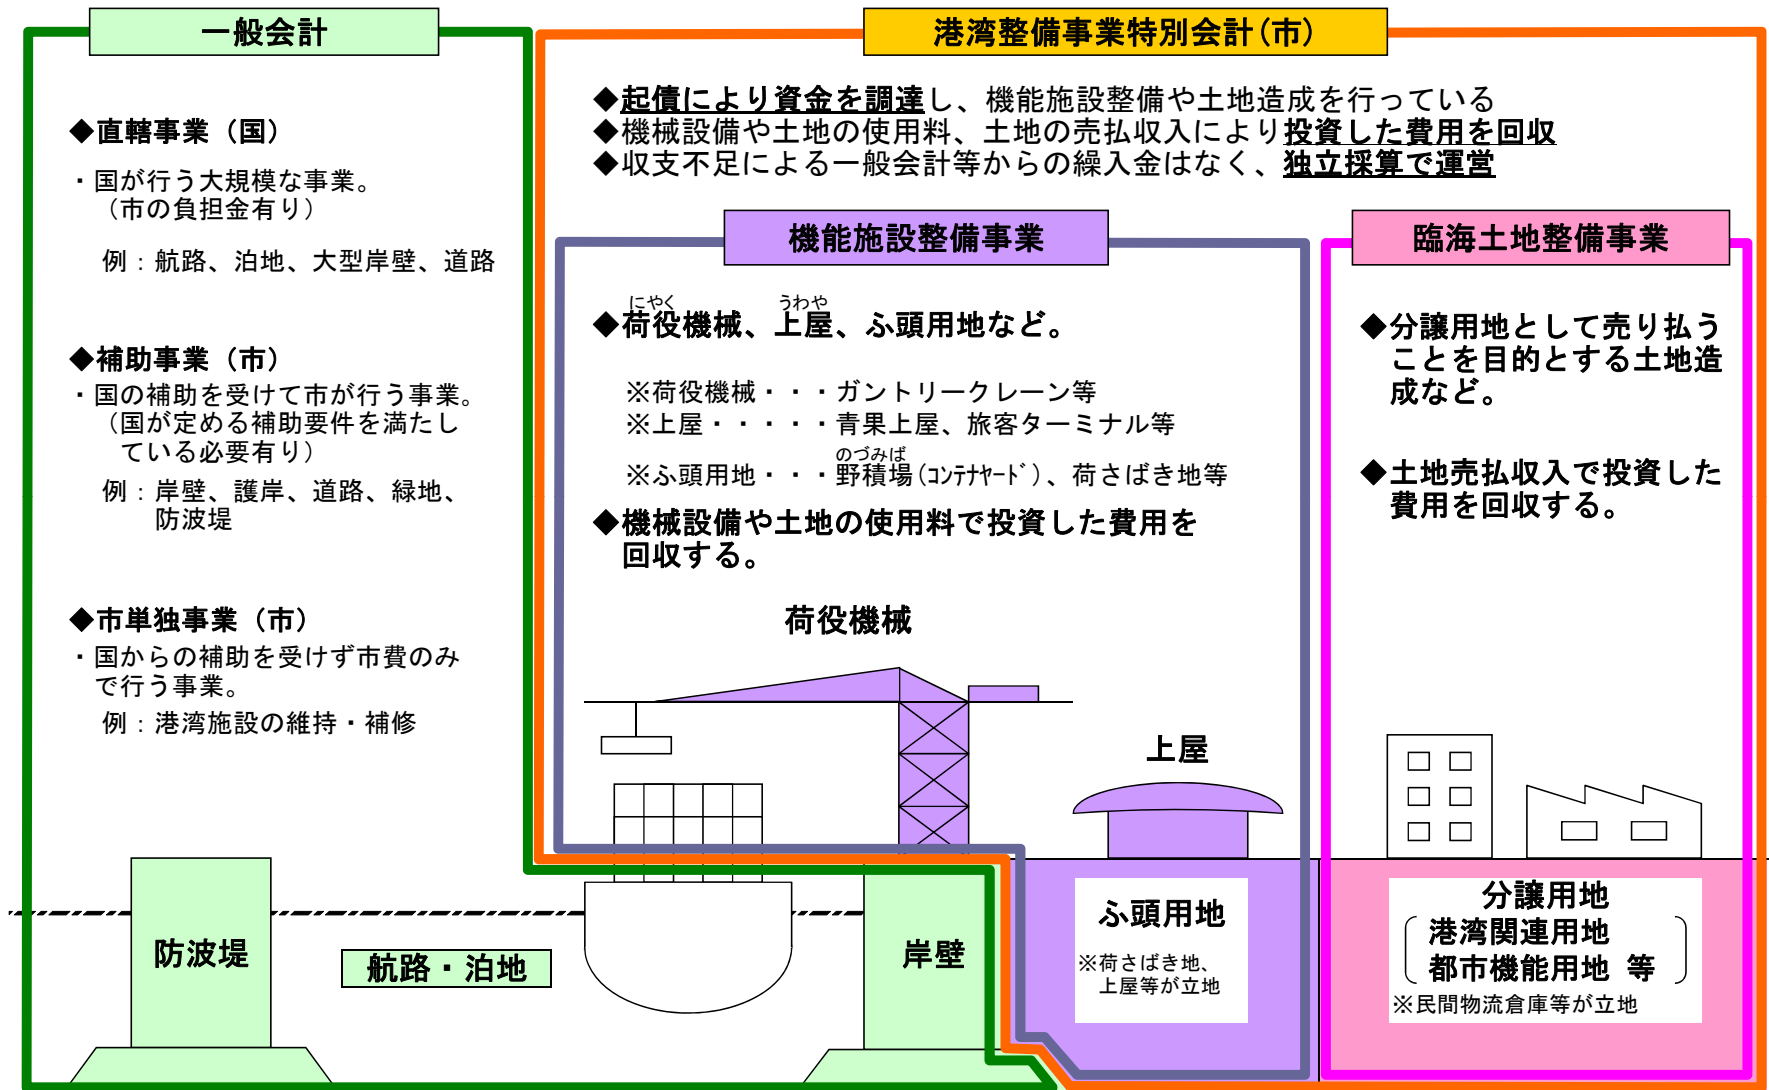 一般会計
◆直轄事業（国）
・国が行う大規模な事業。
（市の負担金有り）
例：航路、泊地、大型岸壁、道路
◆補助事業（市）
・国の補助を受けて市が行う事業。
（国が定める補助要件を満たし
ている必要有り）
例：岸壁、護岸、道路、緑地、
防波堤
◆市単独事業（市）
・国からの補助を受けず市費のみ
で行う事業。
例：港湾施設の維持・補修
港湾整備事業特別会計(市)
◆起債により資金を調達し、機能施設整備や土地造成を行っている
◆機械設備や土地の使用料、土地の売払収入により投資した費用を回収
◆収支不足による一般会計等からの繰入金はなく、独立採算で運営
機能施設整備事業
にやく うわや
◆荷役機械、上屋、ふ頭用地など。
※荷役機械・・・ガントリークレーン等
※上屋・・・・・青果上屋、旅客ターミナル等
のづみば
※ふ頭用地・・・野積場(ｺﾝﾃﾅﾔｰﾄﾞ)、荷さばき地等
◆機械設備や土地の使用料で投資した費用を
回収する。
臨海土地整備事業
◆分譲用地として売り払う
ことを目的とする土地造
成など。
◆土地売払収入で投資した
費用を回収する。
荷役機械
上屋
防波堤
航路・泊地
岸壁
ふ頭用地
※荷さばき地、
上屋等が立地
分譲用地
港湾関連用地
都市機能用地 等
※民間物流倉庫等が立地